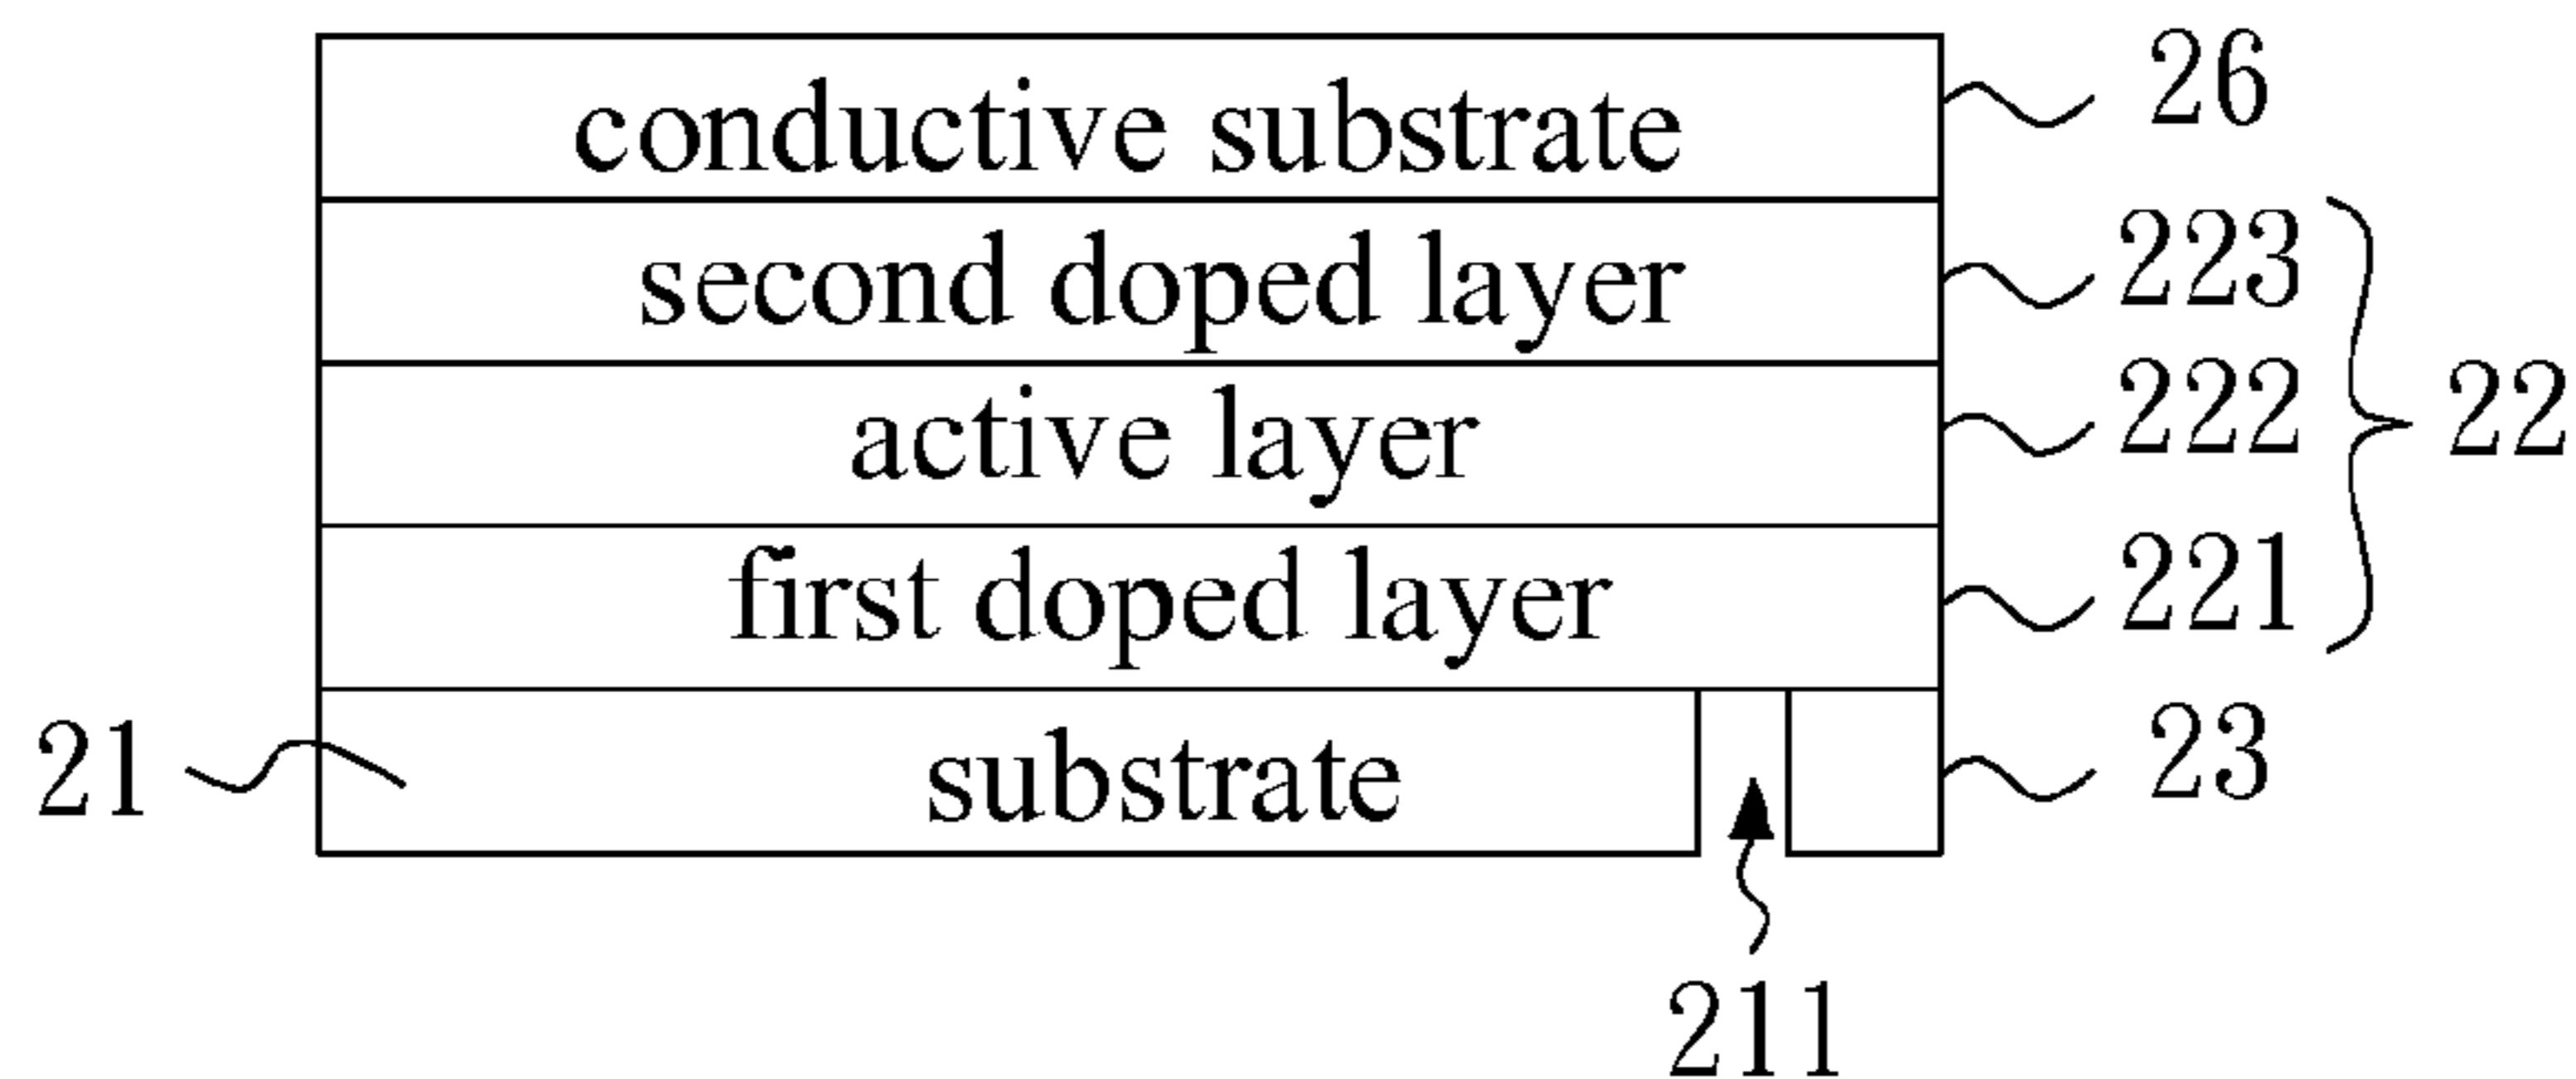 conductive substrate 26
second doped layer 223
active layer 222 22
first doped layer 221
21 substrate 23
211